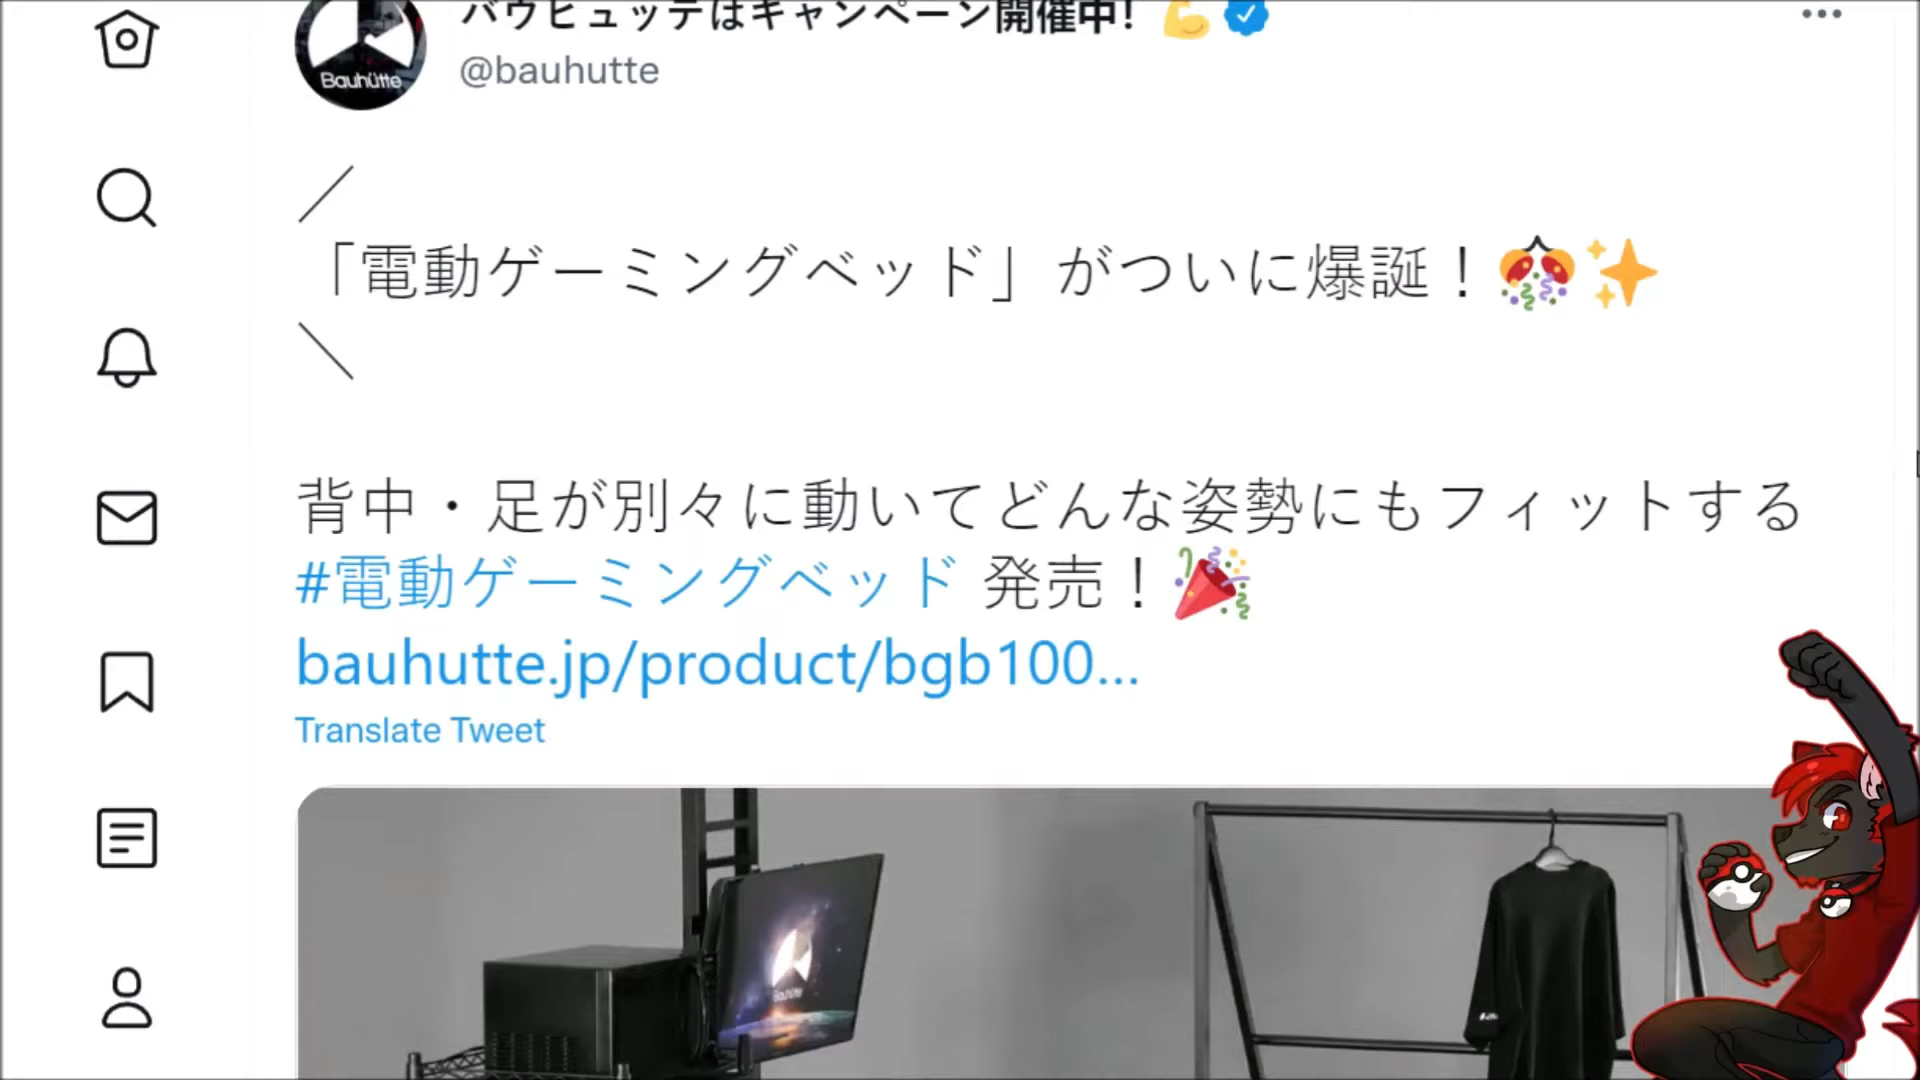 バウヒュッテはキャンペーン開催中! 💪
Bauhütte
@bauhutte
／
「電動ゲーミングベッド」がついに爆誕！🎊✨
＼
背中・足が別々に動いてどんな姿勢にもフィットする
#電動ゲーミングベッド 発売！🎉
bauhutte.jp/product/bgb100...
Translate Tweet
Bauhütte